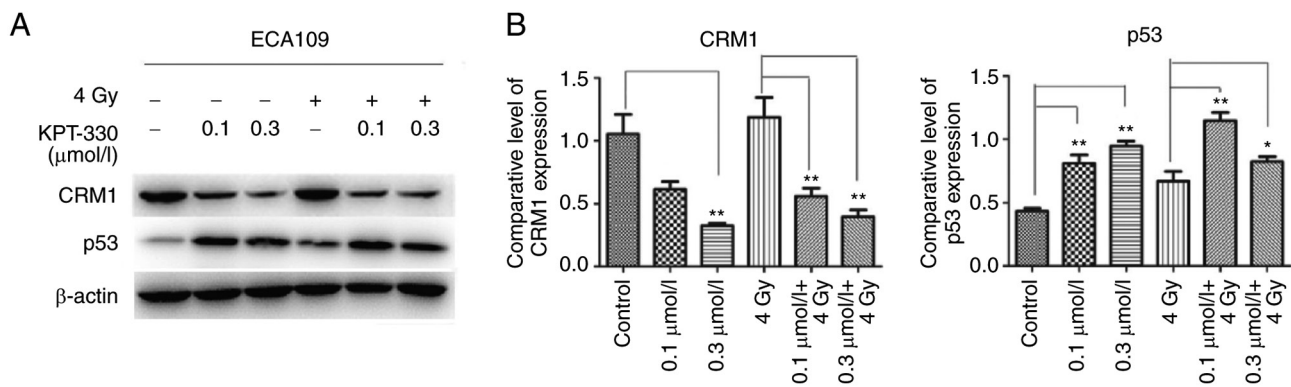 A
ECA109
4 Gy – – – + + +
KPT-330 – 0.1 0.3 – 0.1 0.3
(μmol/l)
CRM1
p53
β-actin
B
CRM1
Comparative level of
CRM1 expression
1.5
1.0
0.5
0.0
**
**
**
Control
0.1 μmol/l
0.3 μmol/l
4 Gy
0.1 μmol/l+
4 Gy
0.3 μmol/l+
4 Gy
p53
Comparative level of
p53 expression
1.5
1.0
0.5
0.0
**
**
**
*
Control
0.1 μmol/l
0.3 μmol/l
4 Gy
0.1 μmol/l+
4 Gy
0.3 μmol/l+
4 Gy